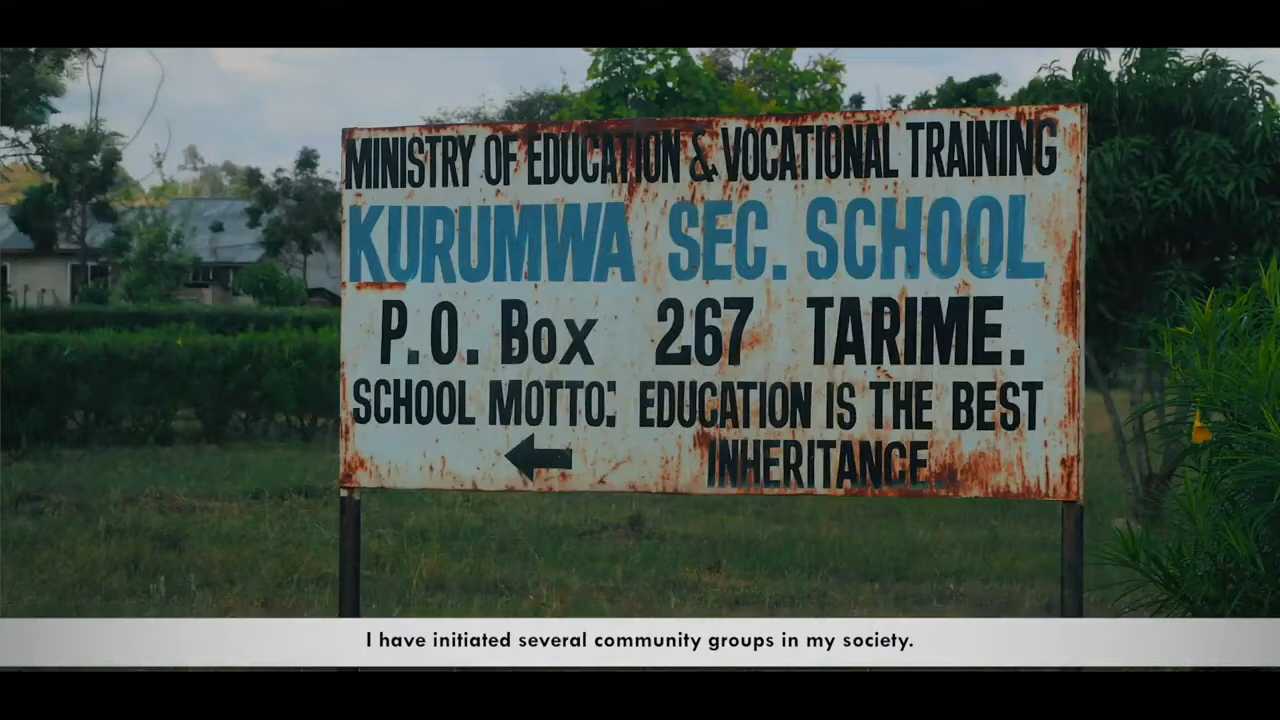 MINISTRY OF EDUCATION & VOCATIONAL TRAINING
KURUMWA SEC. SCHOOL
P.O. Box 267 TARIME.
SCHOOL MOTTO: EDUCATION IS THE BEST
INHERITANCE.
I have initiated several community groups in my society.